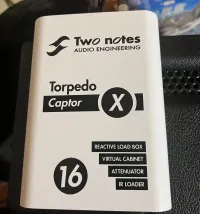 Two notes
AUDIO ENGINEERING
Torpedo
Captor X
REACTIVE LOAD BOX
VIRTUAL CABINET
16
ATTENUATOR
IR LOADER